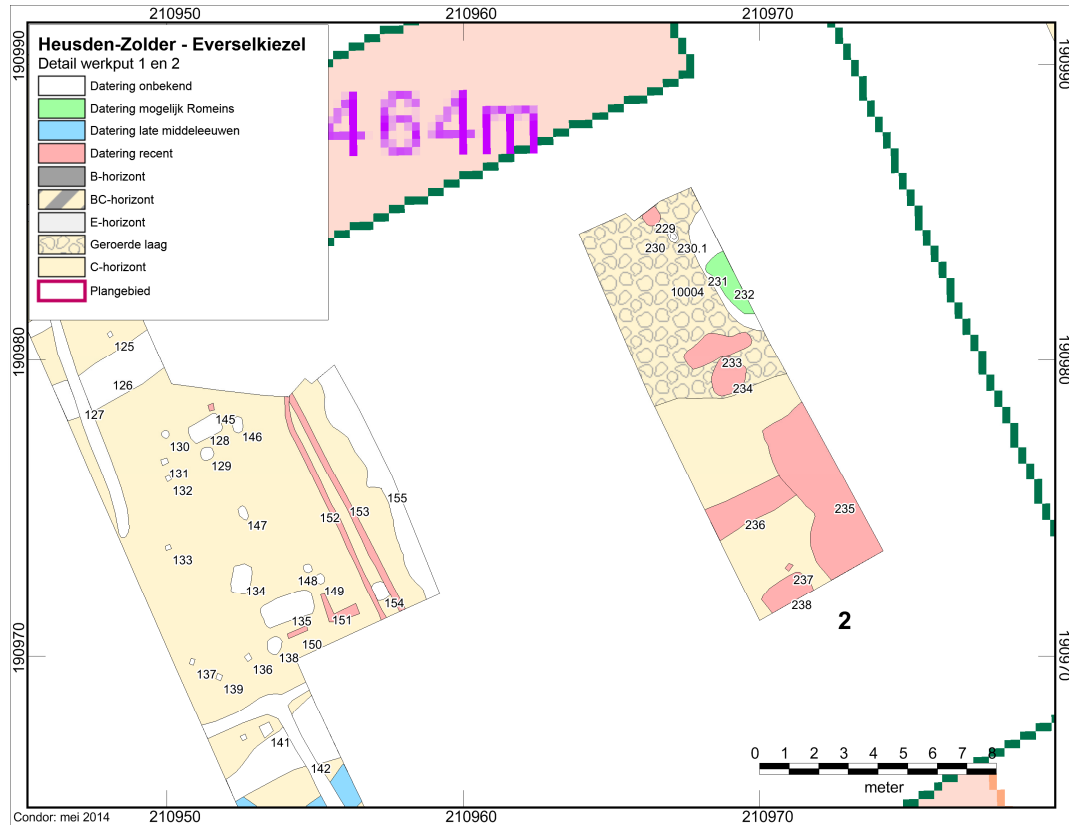 210950 210960 210970
190990 190990
Heusden-Zolder - Everselkiezel
Detail werkput 1 en 2
Datering onbekend
Datering mogelijk Romeins
Datering late middeleeuwen
Datering recent
B-horizont
BC-horizont
E-horizont
Geroerde laag
C-horizont
Plangebied
464m
229
230 230.1
231
10004 232
190980 190980
125
233
126
234
127
145
128 146
130
129
131
132
155
147 152 153 235
236
133
148 237
134 149
154 238
135 151
2
150
138
190970 190970
136
137
139
141
142
0 1 2 3 4 5 6 7 8
meter
Condor: mei 2014
210950 210960 210970